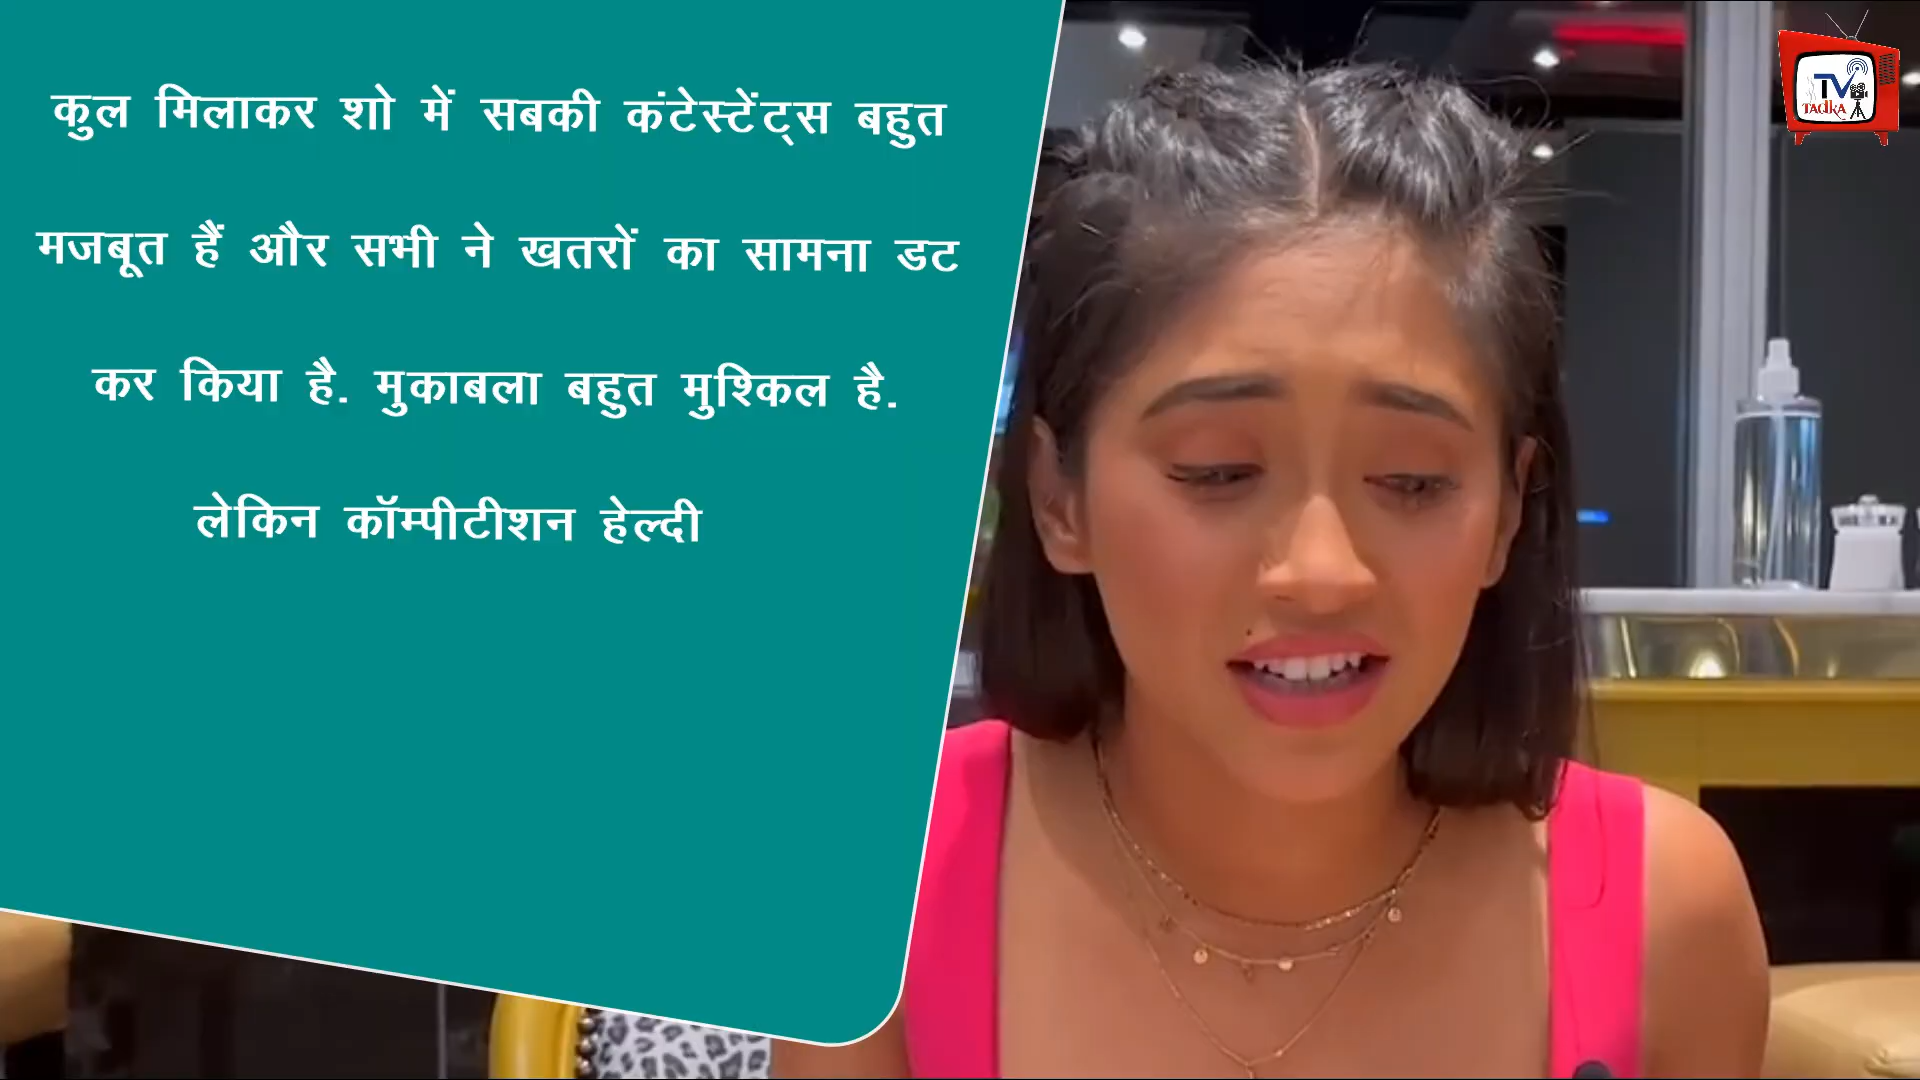 कुल मिलाकर शो में सबकी कंटेस्टेंट्स बहुत
मजबूत हैं और सभी ने खतरों का सामना डट
कर किया है. मुकाबला बहुत मुश्किल है.
लेकिन कॉम्पीटीशन हेल्दी
TV
TADKA